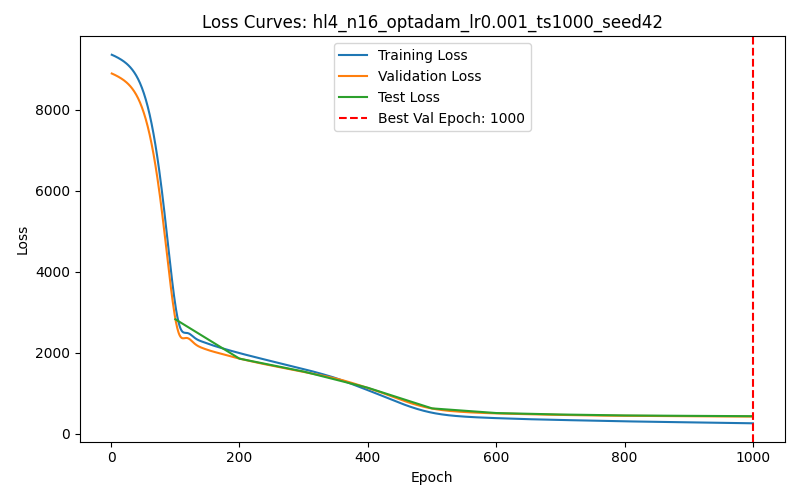 Loss Curves: hl4_n16_optadam_lr0.001_ts1000_seed42
Training Loss
Validation Loss
Test Loss
Best Val Epoch: 1000
8000
6000
4000
2000
0
Loss
0
200
400
600
800
1000
Epoch